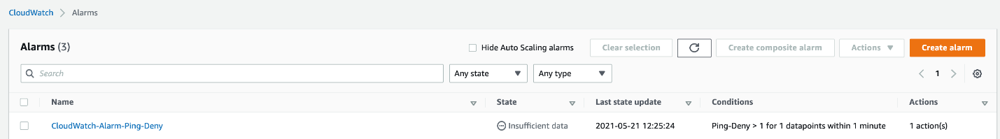 CloudWatch > Alarms
Alarms (3)
Hide Auto Scaling alarms
Clear selection
Create composite alarm
Actions
Create alarm
Search
Any state
Any type
1
Name State Last state update Conditions Actions
CloudWatch-Alarm-Ping-Deny Insufficient data 2021-05-21 12:25:24 Ping-Deny > 1 for 1 datapoints within 1 minute 1 action(s)